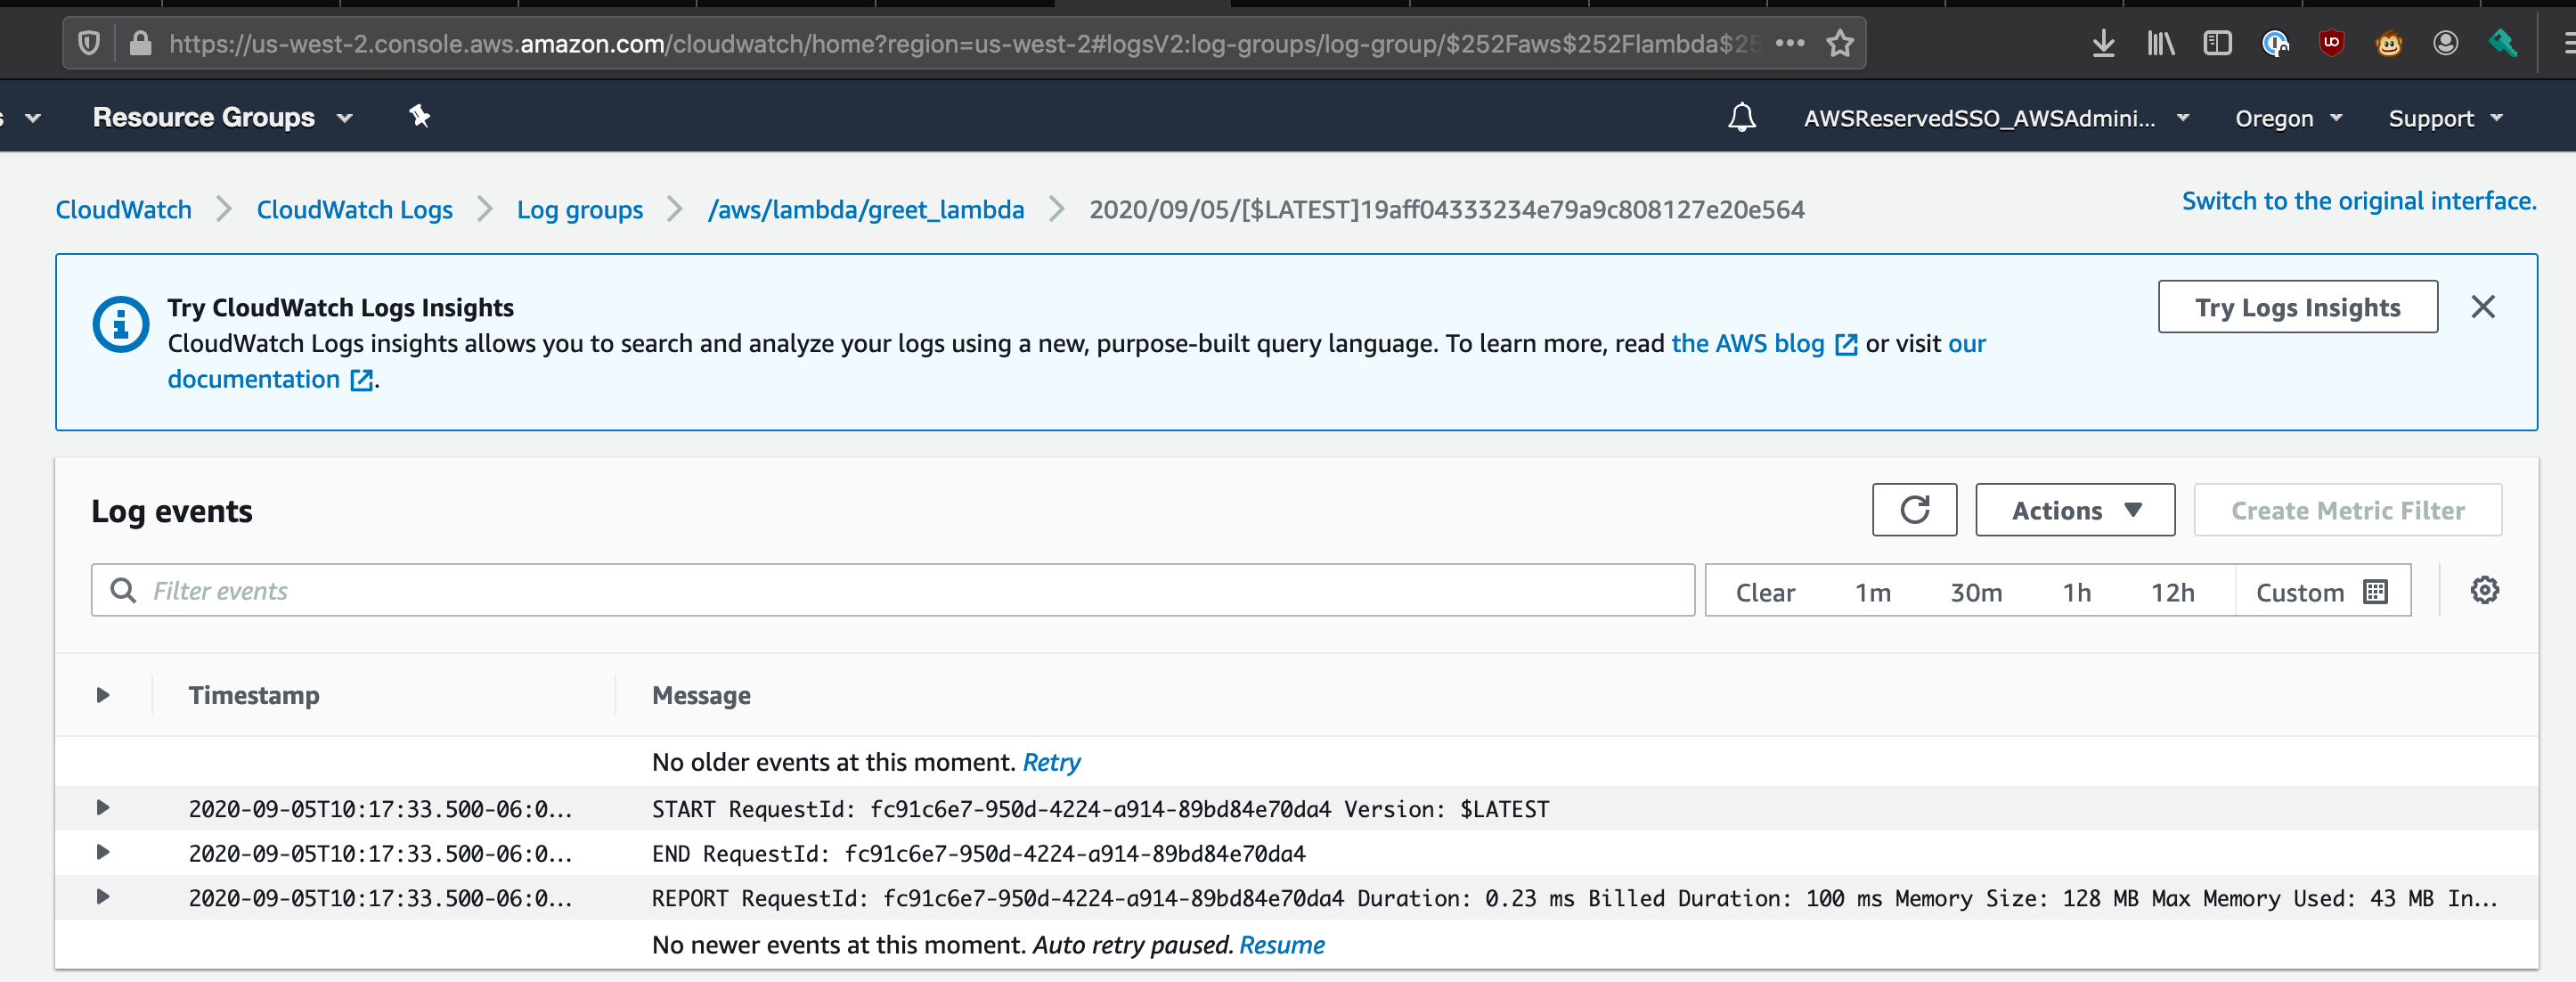 https://us-west-2.console.aws.amazon.com/cloudwatch/home?region=us-west-2#logsV2:log-groups/log-group/$252Faws$252Flambda$25
Resource Groups
AWSReservedSSO_AWSAdmini...
Oregon
Support
CloudWatch
CloudWatch Logs
Log groups
/aws/lambda/greet_lambda
2020/09/05/[$LATEST]19aff04333234e79a9c808127e20e564
Switch to the original interface.
Try CloudWatch Logs Insights
CloudWatch Logs insights allows you to search and analyze your logs using a new, purpose-built query language. To learn more, read the AWS blog or visit our
documentation .
Try Logs Insights
Log events
Actions
Create Metric Filter
Filter events
Clear 1m 30m 1h 12h Custom
Timestamp Message
No older events at this moment. Retry
2020-09-05T10:17:33.500-06:0... START RequestId: fc91c6e7-950d-4224-a914-89bd84e70da4 Version: $LATEST
2020-09-05T10:17:33.500-06:0... END RequestId: fc91c6e7-950d-4224-a914-89bd84e70da4
2020-09-05T10:17:33.500-06:0... REPORT RequestId: fc91c6e7-950d-4224-a914-89bd84e70da4 Duration: 0.23 ms Billed Duration: 100 ms Memory Size: 128 MB Max Memory Used: 43 MB In...
No newer events at this moment. Auto retry paused. Resume